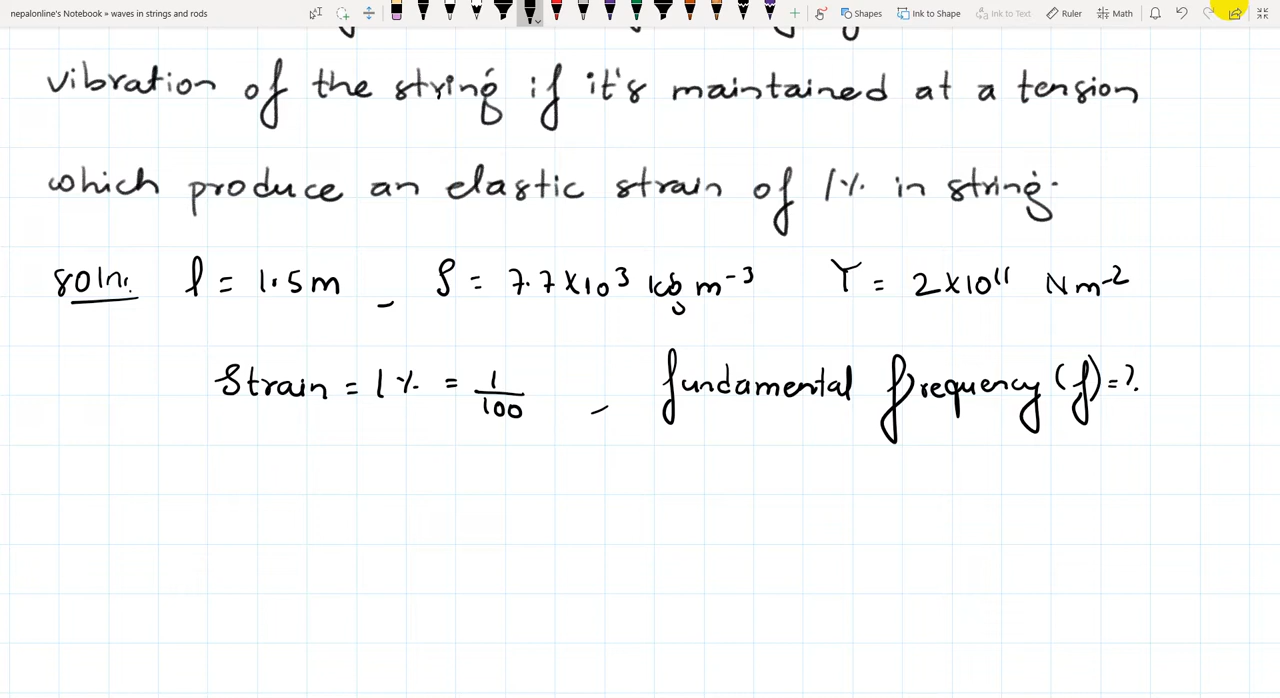 nepalonline's Notebook » waves in strings and rods
Shapes Ink to Shape Ink to Text Ruler Math
vibration of the string if it's maintained at a tension
which produce an elastic strain of 1% in string.
soln. l = 1.5 m , ρ = 7.7×10³ kg m⁻³ Y = 2×10¹¹ N m⁻²
Strain = 1% = 1/100 , fundamental frequency (f) = ?